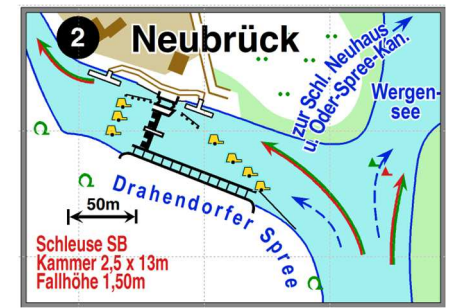 2 Neubrück
zur Schl. Neuhaus
u. Oder-Spree-Kan.
Wergen-
see
Drahendorfer Spree
50m
Schleuse SB
Kammer 2,5 x 13m
Fallhöhe 1,50m